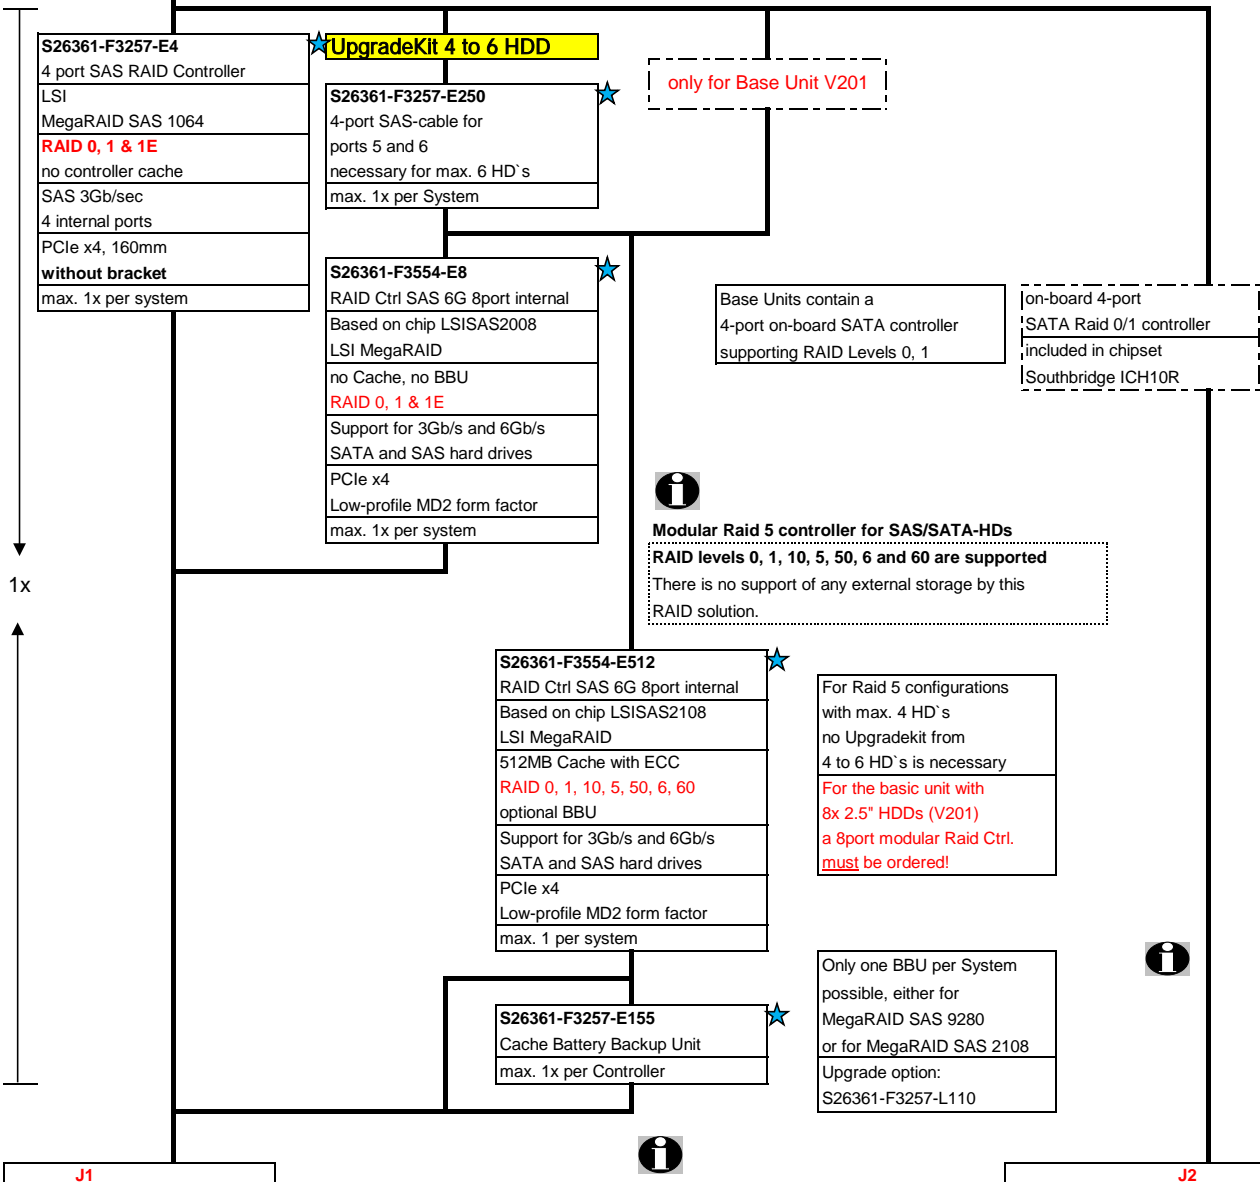 S26361-F3257-E4
4 port SAS RAID Controller
LSI
MegaRAID SAS 1064
RAID 0, 1 & 1E
no controller cache
SAS 3Gb/sec
4 internal ports
PCIe x4, 160mm
without bracket
max. 1x per system
UpgradeKit 4 to 6 HDD
S26361-F3257-E250
4-port SAS-cable for
ports 5 and 6
necessary for max. 6 HD`s
max. 1x per System
only for Base Unit V201
S26361-F3554-E8
RAID Ctrl SAS 6G 8port internal
Based on chip LSISAS2008
LSI MegaRAID
no Cache, no BBU
RAID 0, 1 & 1E
Support for 3Gb/s and 6Gb/s
SATA and SAS hard drives
PCIe x4
Low-profile MD2 form factor
max. 1x per system
Base Units contain a
4-port on-board SATA controller
supporting RAID Levels 0, 1
on-board 4-port
SATA Raid 0/1 controller
included in chipset
Southbridge ICH10R
i
Modular Raid 5 controller for SAS/SATA-HDs
RAID levels 0, 1, 10, 5, 50, 6 and 60 are supported
There is no support of any external storage by this
RAID solution.
1x
S26361-F3554-E512
RAID Ctrl SAS 6G 8port internal
Based on chip LSISAS2108
LSI MegaRAID
512MB Cache with ECC
RAID 0, 1, 10, 5, 50, 6, 60
optional BBU
Support for 3Gb/s and 6Gb/s
SATA and SAS hard drives
PCIe x4
Low-profile MD2 form factor
max. 1 per system
For Raid 5 configurations
with max. 4 HD`s
no Upgradekit from
4 to 6 HD`s is necessary
For the basic unit with
8x 2.5" HDDs (V201)
a 8port modular Raid Ctrl.
must be ordered!
i
S26361-F3257-E155
Cache Battery Backup Unit
max. 1x per Controller
Only one BBU per System
possible, either for
MegaRAID SAS 9280
or for MegaRAID SAS 2108
Upgrade option:
S26361-F3257-L110
i
J1
J2